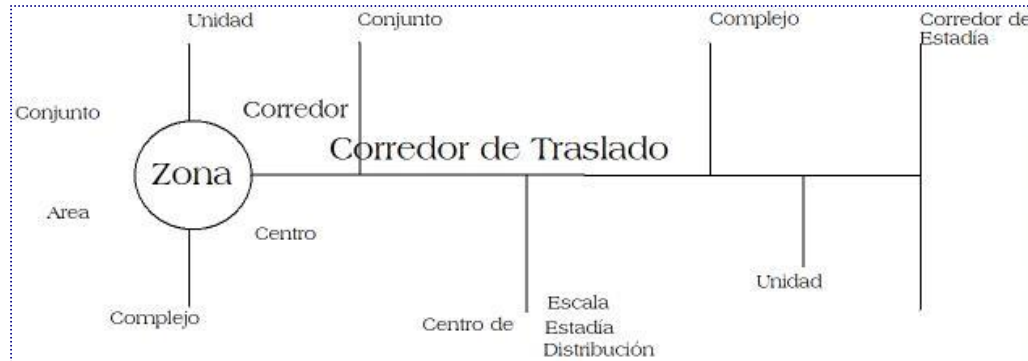 Unidad
Conjunto
Complejo
Corredor de
Estadía
Conjunto
Corredor
Corredor de Traslado
Zona
Area
Centro
Unidad
Complejo
Centro de
Escala
Estadía
Distribución